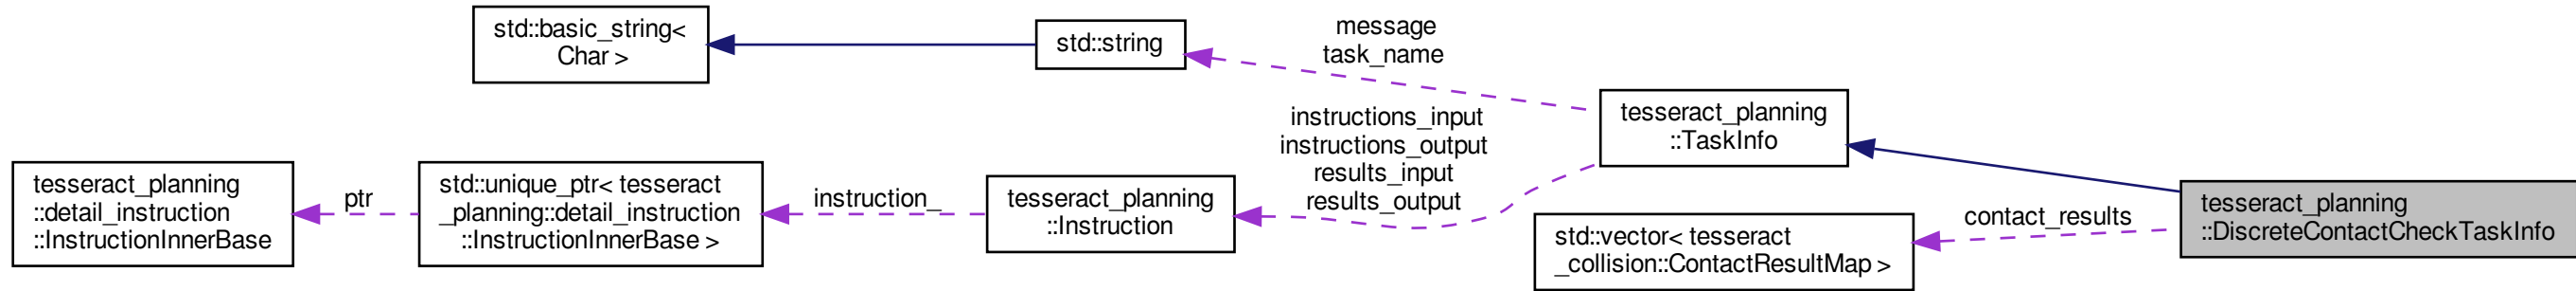 std::basic_string<
Char >
std::string
message
task_name
tesseract_planning
::TaskInfo
instructions_input
instructions_output
results_input
results_output
tesseract_planning
::detail_instruction
::InstructionInnerBase
ptr
std::unique_ptr< tesseract
_planning::detail_instruction
::InstructionInnerBase >
instruction_
tesseract_planning
::Instruction
std::vector< tesseract
_collision::ContactResultMap >
contact_results
tesseract_planning
::DiscreteContactCheckTaskInfo